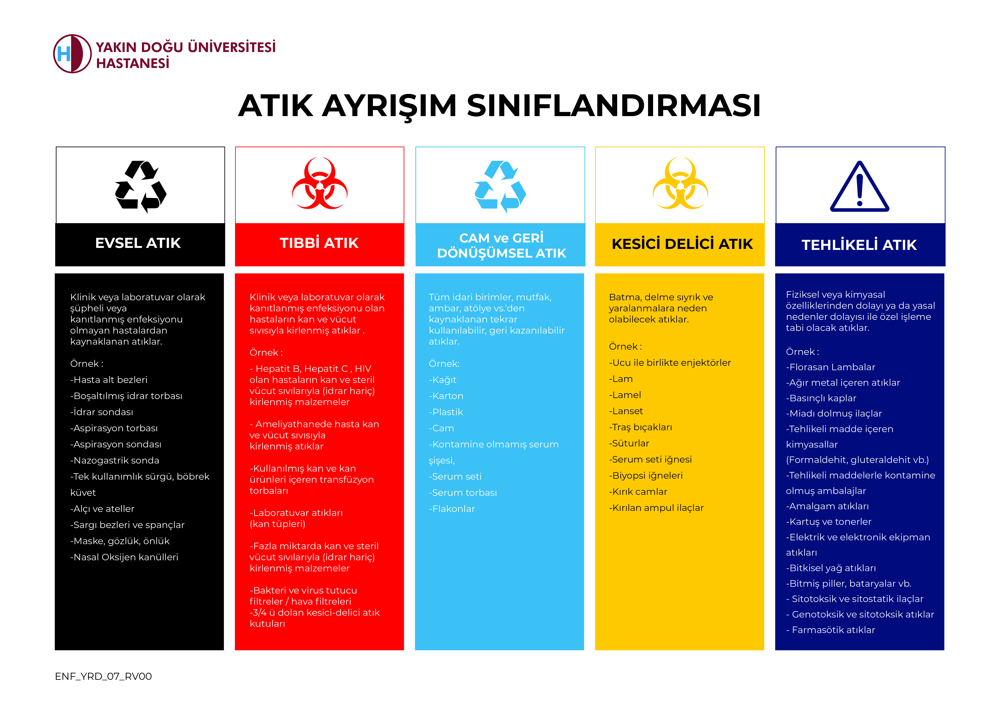 H
YAKIN DOĞU ÜNİVERSİTESİ
HASTANESİ
ATIK AYRIŞIM SINIFLANDIRMASI
EVSEL ATIK
Klinik veya laboratuvar olarak
şüpheli veya
kanıtlanmış enfeksiyonu
olmayan hastalardan
kaynaklanan atıklar.
Örnek :
-Hasta alt bezleri
-Boşaltılmış idrar torbası
-İdrar sondası
-Aspirasyon torbası
-Aspirasyon sondası
-Nazogastrik sonda
-Tek kullanımlık sürgü, böbrek
küvet
-Alçı ve ateller
-Sargı bezleri ve spançlar
-Maske, gözlük, önlük
-Nasal Oksijen kanülleri
TIBBİ ATIK
Klinik veya laboratuvar olarak
kanıtlanmış enfeksiyonu olan
hastaların kan ve vücut
sıvısıyla kirlenmiş atıklar .
Örnek :
- Hepatit B, Hepatit C , HIV
olan hastaların kan ve steril
vücut sıvılarıyla (idrar hariç)
kirlenmiş malzemeler
- Ameliyathanede hasta kan
ve vücut sıvısıyla
kirlenmiş atıklar
-Kullanılmış kan ve kan
ürünleri içeren transfüzyon
torbaları
-Laboratuvar atıkları
(kan tüpleri)
-Fazla miktarda kan ve steril
vücut sıvılarıyla (idrar hariç)
kirlenmiş malzemeler
-Bakteri ve virus tutucu
filtreler / hava filtreleri
-3/4 ü dolan kesici-delici atık
kutuları
CAM ve GERİ
DÖNÜŞÜMSEL ATIK
Tüm idari birimler, mutfak,
ambar, atölye vs.’den
kaynaklanan tekrar
kullanılabilir, geri kazanılabilir
atıklar.
Örnek:
-Kağıt
-Karton
-Plastik
-Cam
-Kontamine olmamış serum
şişesi,
-Serum seti
-Serum torbası
-Flakonlar
KESİCİ DELİCİ ATIK
Batma, delme sıyrık ve
yaralanmalara neden
olabilecek atıklar.
Örnek :
-Ucu ile birlikte enjektörler
-Lam
-Lamel
-Lanset
-Traş bıçakları
-Süturlar
-Serum seti iğnesi
-Biyopsi iğneleri
-Kırık camlar
-Kırılan ampul ilaçlar
TEHLİKELİ ATIK
Fiziksel veya kimyasal
özelliklerinden dolayı ya da yasal
nedenler dolayısı ile özel işleme
tabi olacak atıklar.
Örnek :
-Florasan Lambalar
-Ağır metal içeren atıklar
-Basınçlı kaplar
-Miadı dolmuş ilaçlar
-Tehlikeli madde içeren
kimyasallar
(Formaldehit, gluteraldehit vb.)
-Tehlikeli maddelerle kontamine
olmuş ambalajlar
-Amalgam atıkları
-Kartuş ve tonerler
-Elektrik ve elektronik ekipman
atıkları
-Bitkisel yağ atıkları
-Bitmiş piller, bataryalar vb.
- Sitotoksik ve sitostatik ilaçlar
- Genotoksik ve sitotoksik atıklar
- Farmasötik atıklar
ENF_YRD_07_RV00